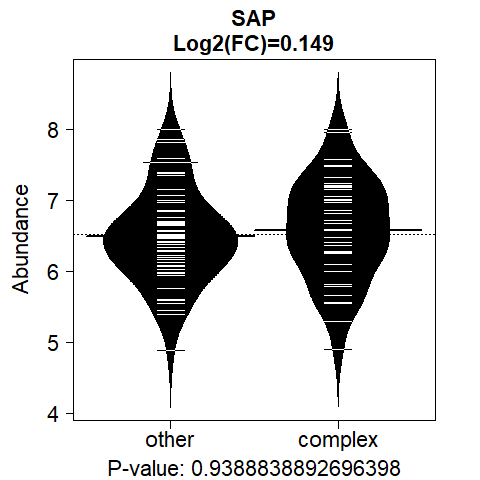 SAP
Log2(FC)=0.149
Abundance
8
7
6
5
4
other complex
P-value: 0.9388838892696398